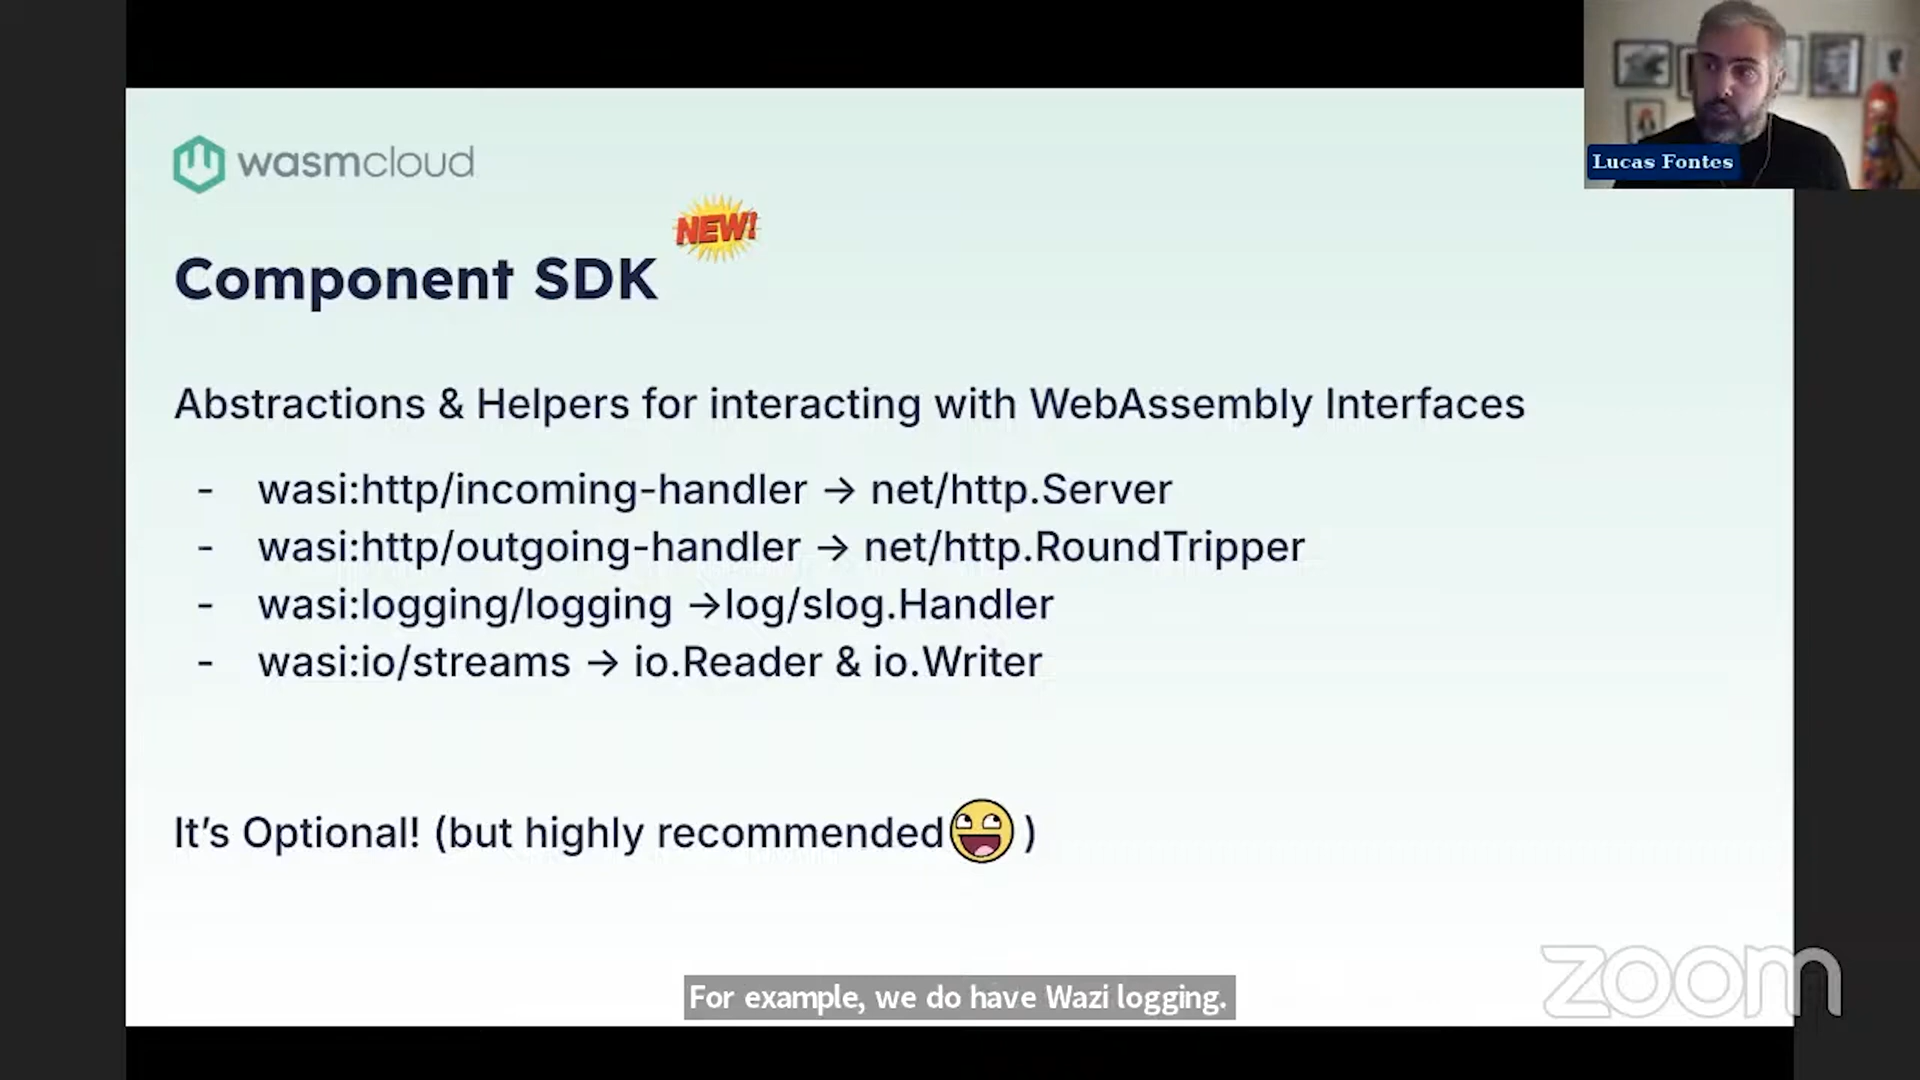 Lucas Fontes
wasmcloud
NEW!
Component SDK
Abstractions & Helpers for interacting with WebAssembly Interfaces
- wasi:http/incoming-handler → net/http.Server
- wasi:http/outgoing-handler → net/http.RoundTripper
- wasi:logging/logging →log/slog.Handler
- wasi:io/streams → io.Reader & io.Writer
It's Optional! (but highly recommended )
zoom
For example, we do have Wazi logging.